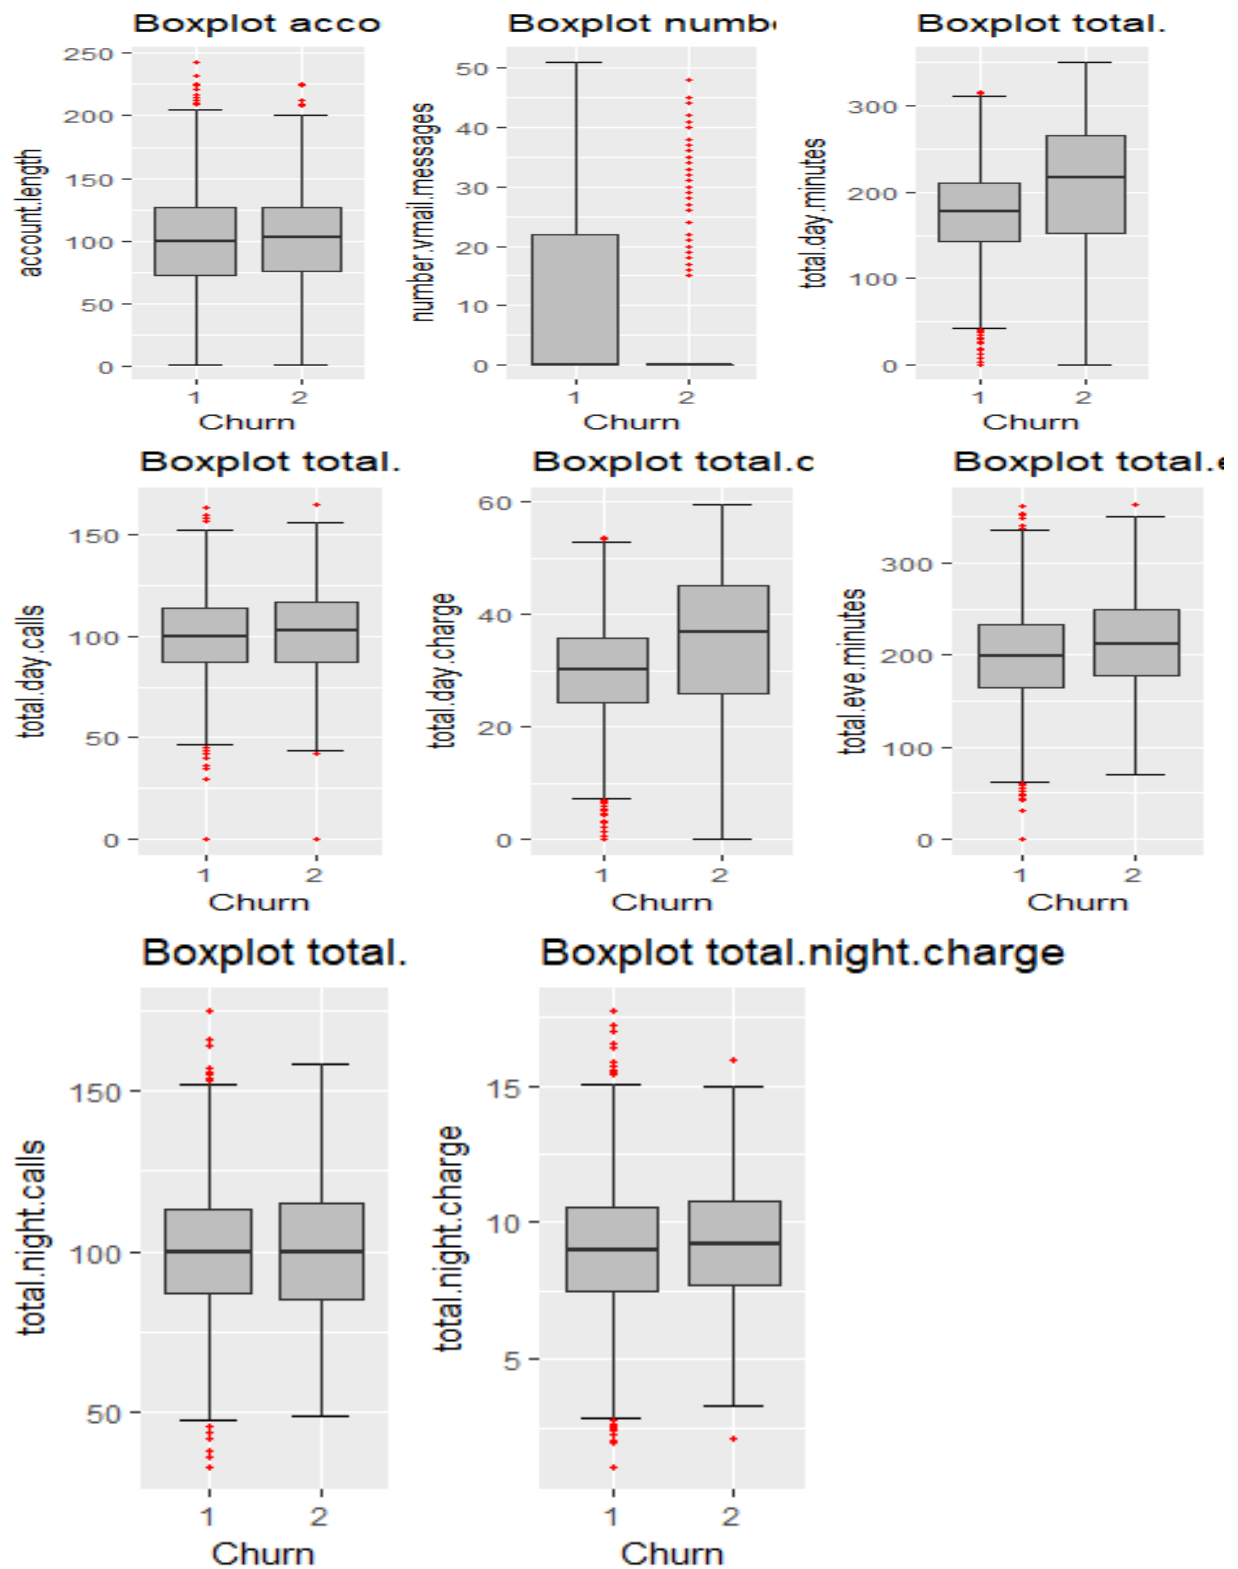 Boxplot acco
account.length
250
200
150
100
50
0
1 2
Churn
Boxplot numb
number.vmail.messages
50
40
30
20
10
0
1 2
Churn
Boxplot total.
total.day.minutes
300
200
100
0
1 2
Churn
Boxplot total.
total.day.calls
150
100
50
0
1 2
Churn
Boxplot total.c
total.day.charge
60
40
20
0
1 2
Churn
Boxplot total.e
total.eve.minutes
300
200
100
0
1 2
Churn
Boxplot total.
total.night.calls
150
100
50
1 2
Churn
Boxplot total.night.charge
total.night.charge
15
10
5
1 2
Churn